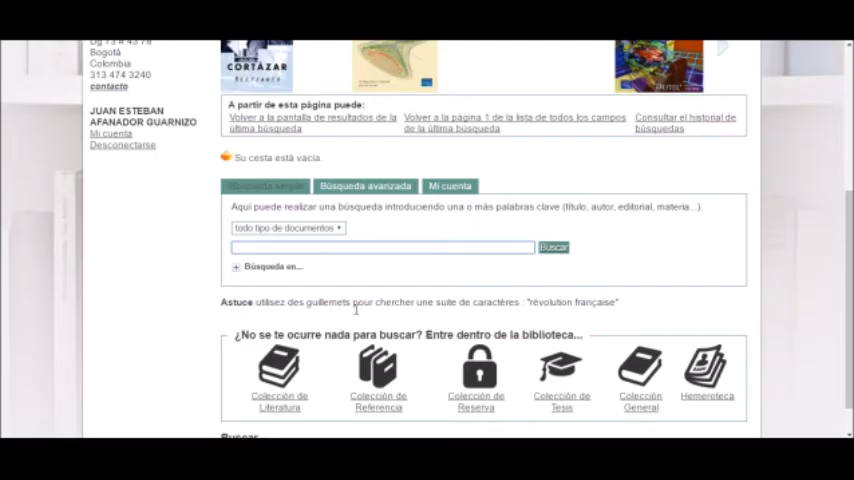 Bogotá
Colombia
313 474 3240
contacto
JUAN ESTEBAN
AFANADOR GUARNIZO
Mi cuenta
Desconectarse
CORTÁZAR
A partir de esta página puede:
Volver a la pantalla de resultados de la última búsqueda
Volver a la página 1 de la lista de todos los campos de la última búsqueda
Consultar el historial de búsquedas
Su cesta está vacía.
Búsqueda simple
Búsqueda avanzada
Mi cuenta
Aquí puede realizar una búsqueda introduciendo una o más palabras clave (título, autor, editorial, materia...).
todo tipo de documentos
Buscar
Búsqueda en...
Astuce utilisez des guillemets pour chercher une suite de caractères : "révolution française"
¿No se te ocurre nada para buscar? Entre dentro de la biblioteca...
Colección de Literatura
Colección de Referencia
Colección de Reserva
Colección de Tesis
Colección General
Hemeroteca
Buscar